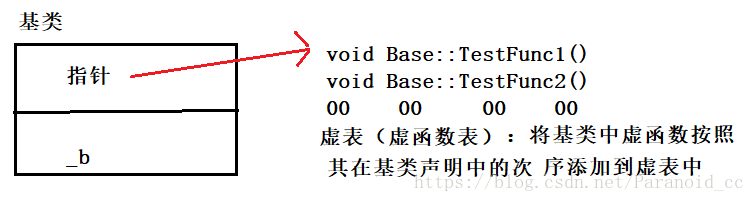 基类
指针
_b
void Base::TestFunc1()
void Base::TestFunc2()
00 00 00 00
虚表（虚函数表）：将基类中虚函数按照
其在基类声明中的次 序添加到虚表中
https://blog.csdn.net/Paranoid_cc